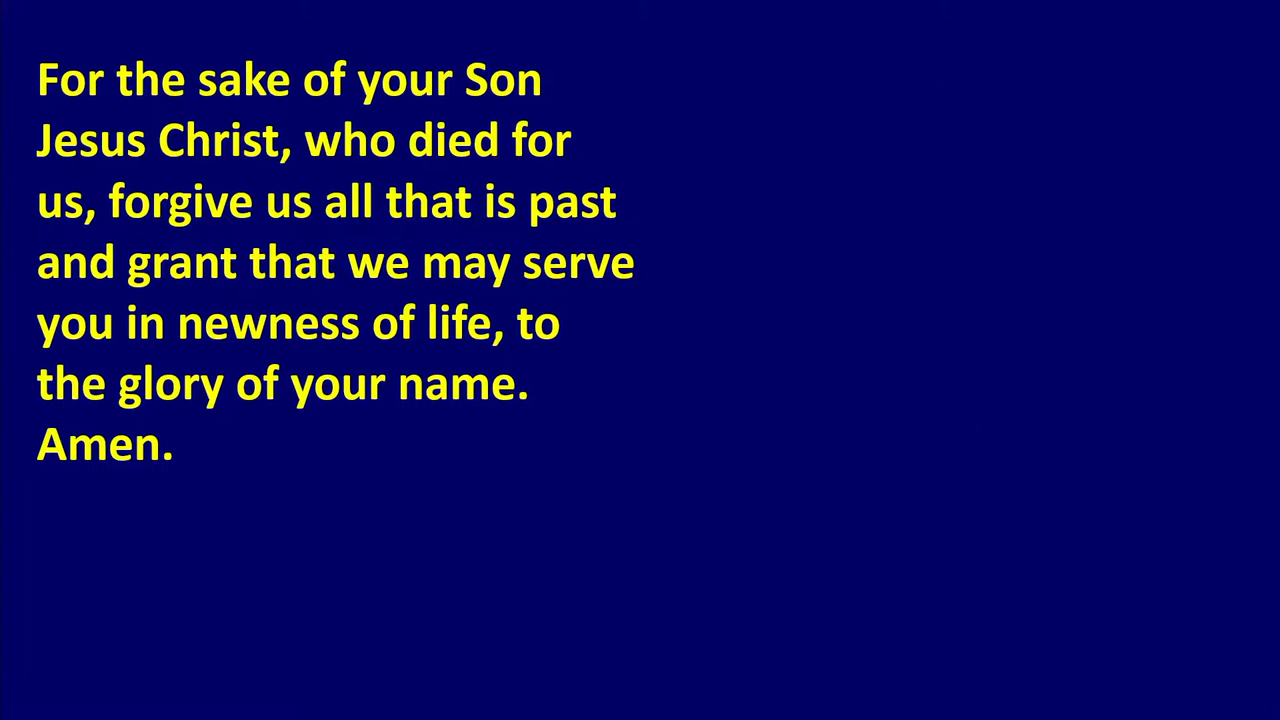 For the sake of your Son
Jesus Christ, who died for
us, forgive us all that is past
and grant that we may serve
you in newness of life, to
the glory of your name.
Amen.